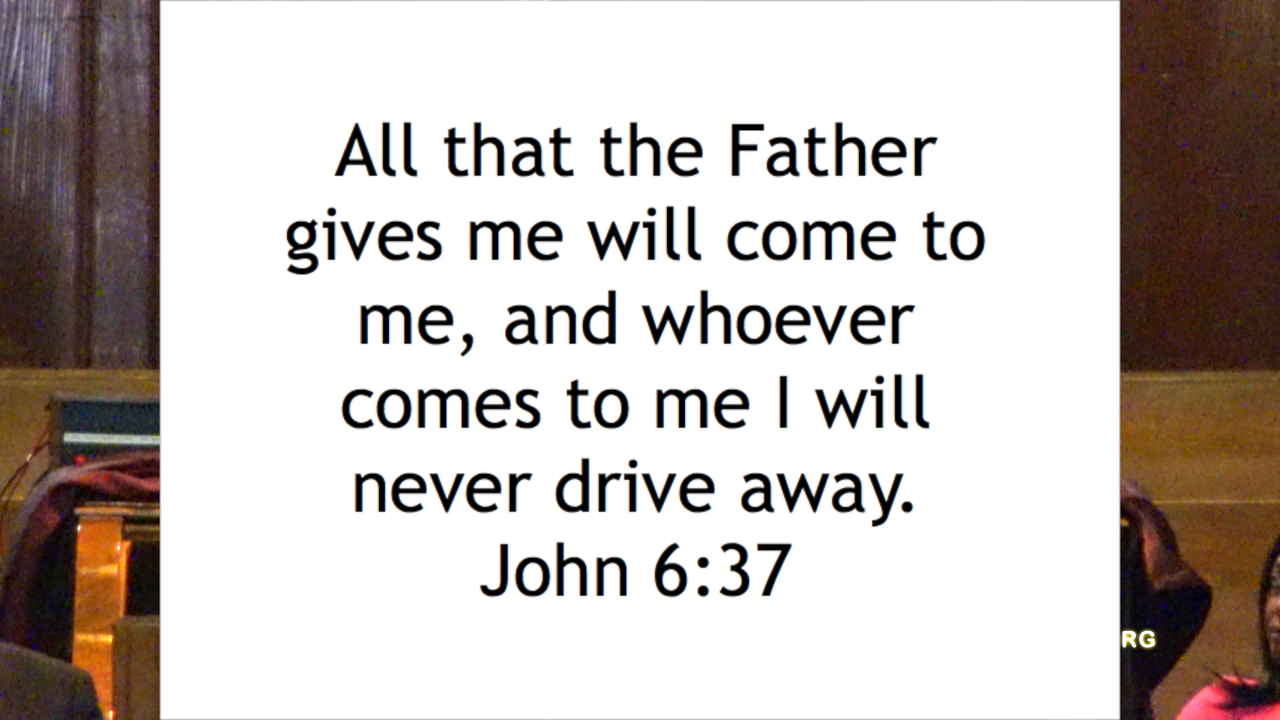 All that the Father
gives me will come to
me, and whoever
comes to me I will
never drive away.
John 6:37
RG